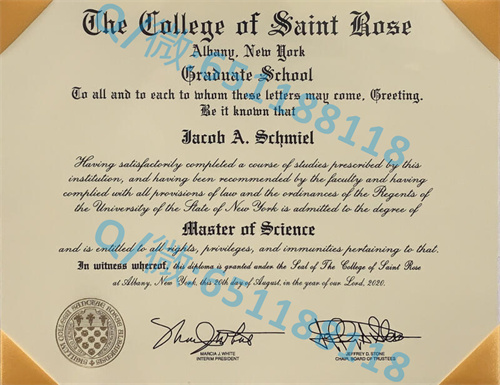 The College of Saint Rose
Albany, New York
Graduate School
To all and to each to whom these letters may come, Greeting.
Be it known that
Jacob A. Schmiel
Having satisfactorily completed a course of studies prescribed by this
institution, and having been recommended by the faculty and having
complied with all provisions of law and the ordinances of the Regents of
the University of the State of New York is admitted to the degree of
Master of Science
and is entitled to all rights, privileges, and immunities pertaining to that.
In witness whereof, this diploma is granted under the Seal of The College of Saint Rose
at Albany, New York, this 20th day of August, in the year of our Lord, 2020.
MARCIA J. WHITE
INTERIM PRESIDENT
JEFFREY D. STONE
CHAIR, BOARD OF TRUSTEES
Q/微:651188118
Q/微:651188118